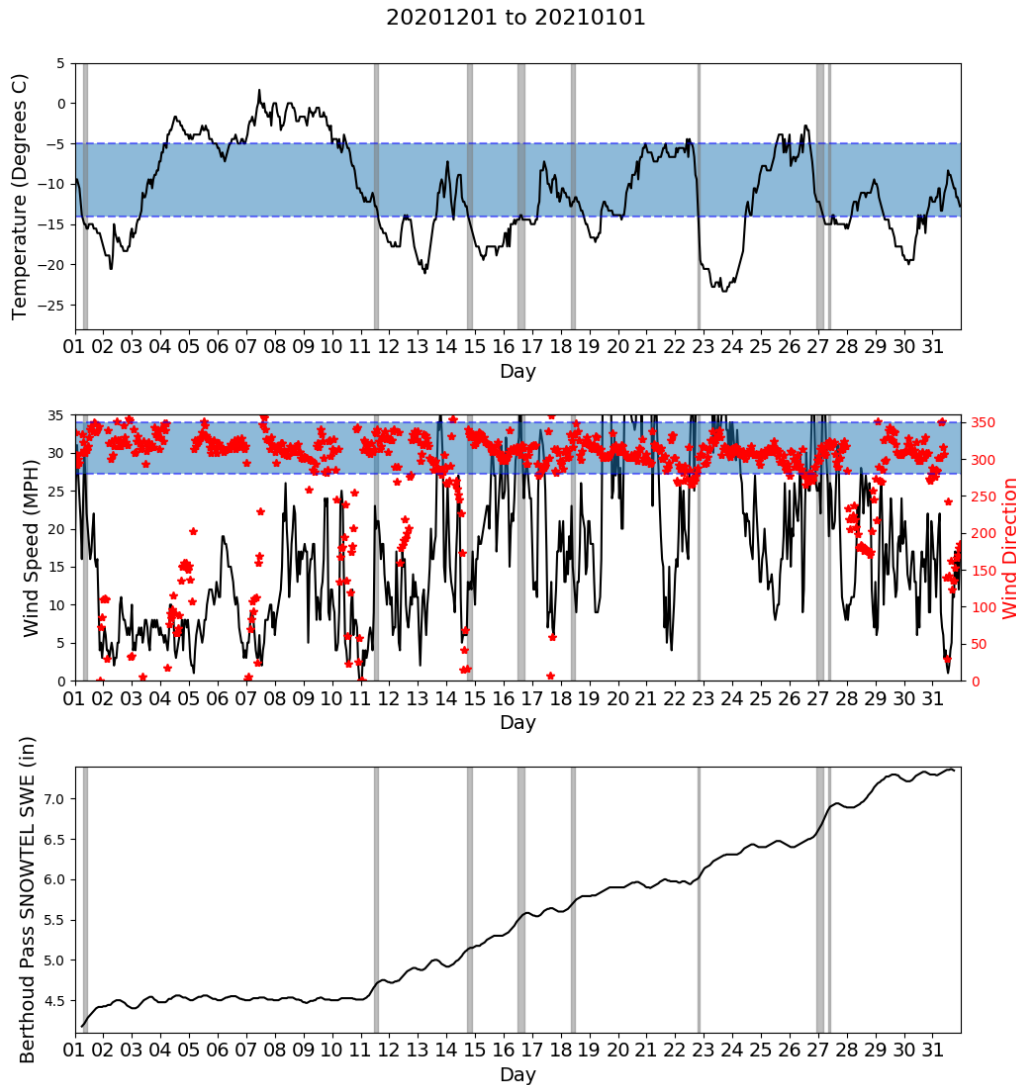 20201201 to 20210101
Temperature (Degrees C)
5
0
−5
−10
−15
−20
−25
01 02 03 04 05 06 07 08 09 10 11 12 13 14 15 16 17 18 19 20 21 22 23 24 25 26 27 28 29 30 31
Day
Wind Speed (MPH)
35
30
25
20
15
10
5
0
350
300
250
200
150
100
50
0
Wind Direction
01 02 03 04 05 06 07 08 09 10 11 12 13 14 15 16 17 18 19 20 21 22 23 24 25 26 27 28 29 30 31
Day
Berthoud Pass SNOWTEL SWE (in)
7.0
6.5
6.0
5.5
5.0
4.5
01 02 03 04 05 06 07 08 09 10 11 12 13 14 15 16 17 18 19 20 21 22 23 24 25 26 27 28 29 30 31
Day